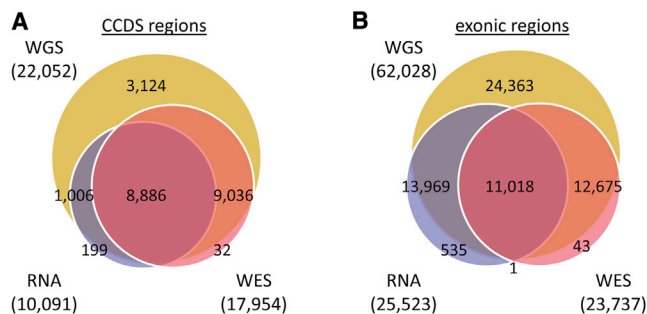 A
CCDS regions
WGS
(22,052)
3,124
1,006
8,886
9,036
199
32
RNA
(10,091)
WES
(17,954)
B
exonic regions
WGS
(62,028)
24,363
13,969
11,018
12,675
535
43
1
RNA
(25,523)
WES
(23,737)